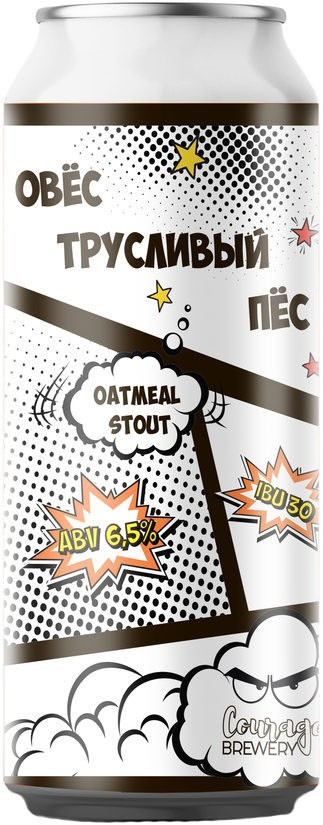 ОВЁС
ТРУСЛИВЫЙ
ПЁС
OATMEAL
STOUT
ABV 6,5%
IBU 30
Courage
BREWERY